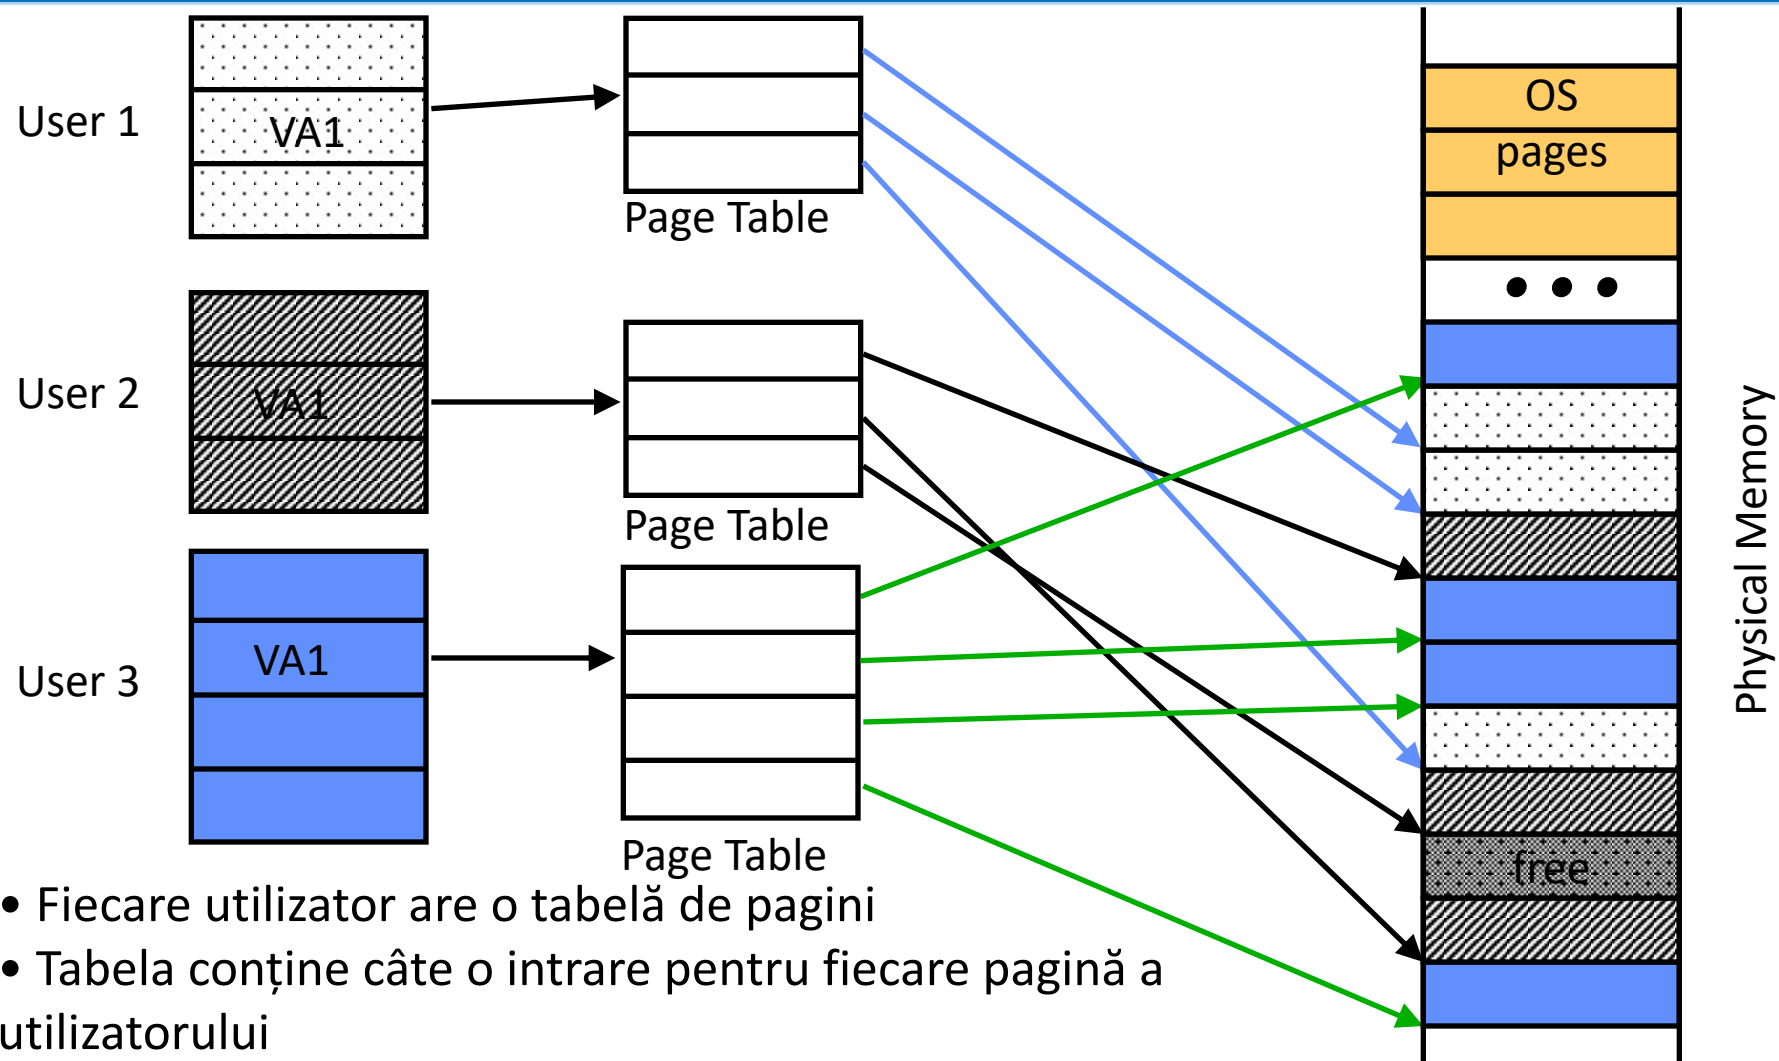 User 1
VA1
Page Table
User 2
VA1
Page Table
User 3
VA1
Page Table
OS
pages
• • •
free
Physical Memory
• Fiecare utilizator are o tabelă de pagini
• Tabela conține câte o intrare pentru fiecare pagină a
utilizatorului